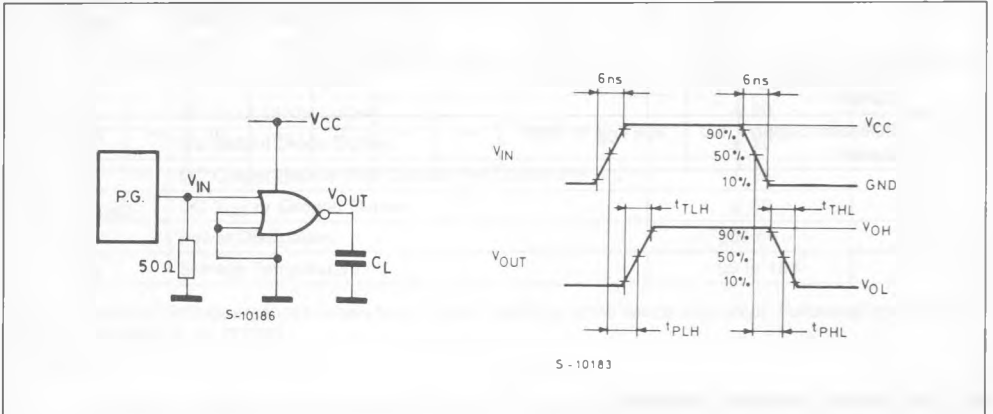 VCC
P.G.
VIN
VOUT
50Ω
CL
S-10186
6ns 6ns
VIN
90%
50%
10%
VCC
GND
tTLH tTHL
VOUT
90%
50%
10%
VOH
VOL
tPLH tPHL
S-10183